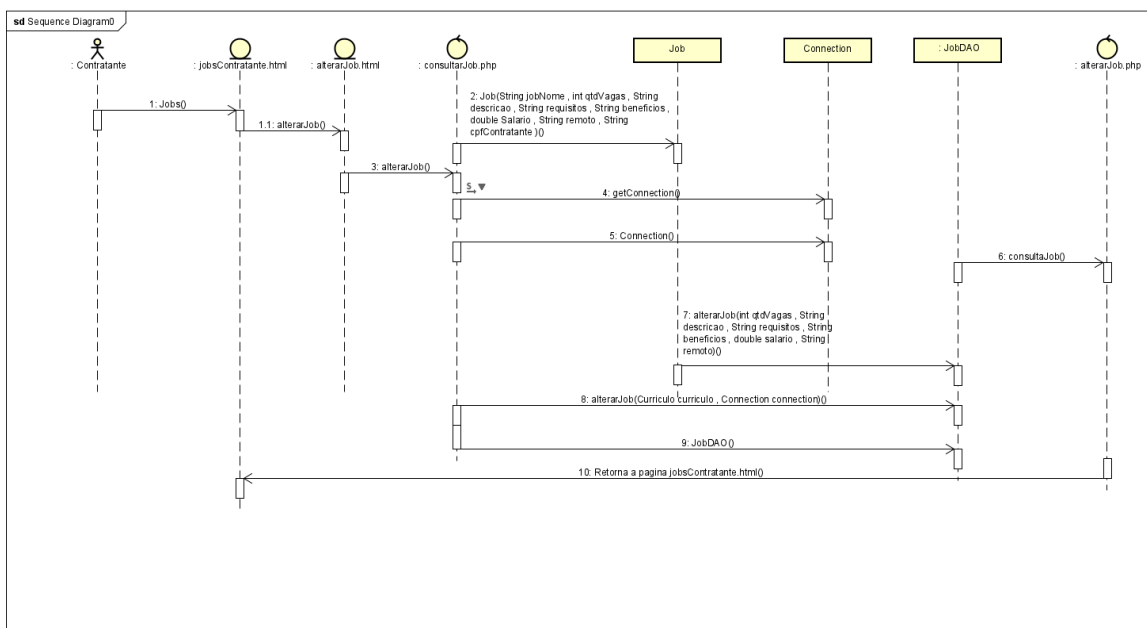 sd Sequence Diagram0
: Contratante
: jobsContratante.html
: alterarJob.html
: consultarJob.php
Job
Connection
: JobDAO
: alterarJob.php
1: Jobs()
1.1: alterarJob()
2: Job(String jobNome , int qtdVagas , String
descricao , String requisitos , String beneficios ,
double Salario , String remoto , String
cpfContratante )()
3: alterarJob()
S
4: getConnection()
5: Connection()
6: consultaJob()
7: alterarJob(int qtdVagas , String
descricao , String requisitos , String
beneficios , double salario , String
remoto)()
8: alterarJob(Curriculo curriculo , Connection connection)()
9: JobDAO()
10: Retorna a pagina jobsContratante.html()